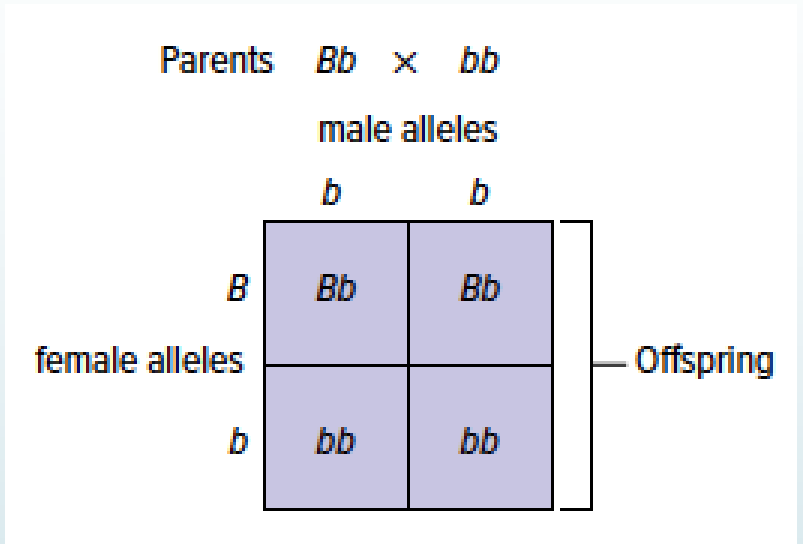 Parents Bb × bb
male alleles
b b
B Bb Bb
female alleles Offspring
b bb bb